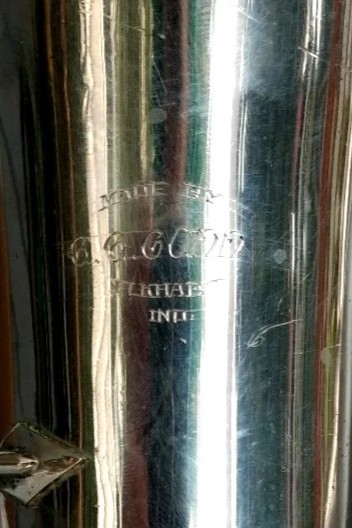 MADE BY
C.G. CONN
ELKHART
IND.